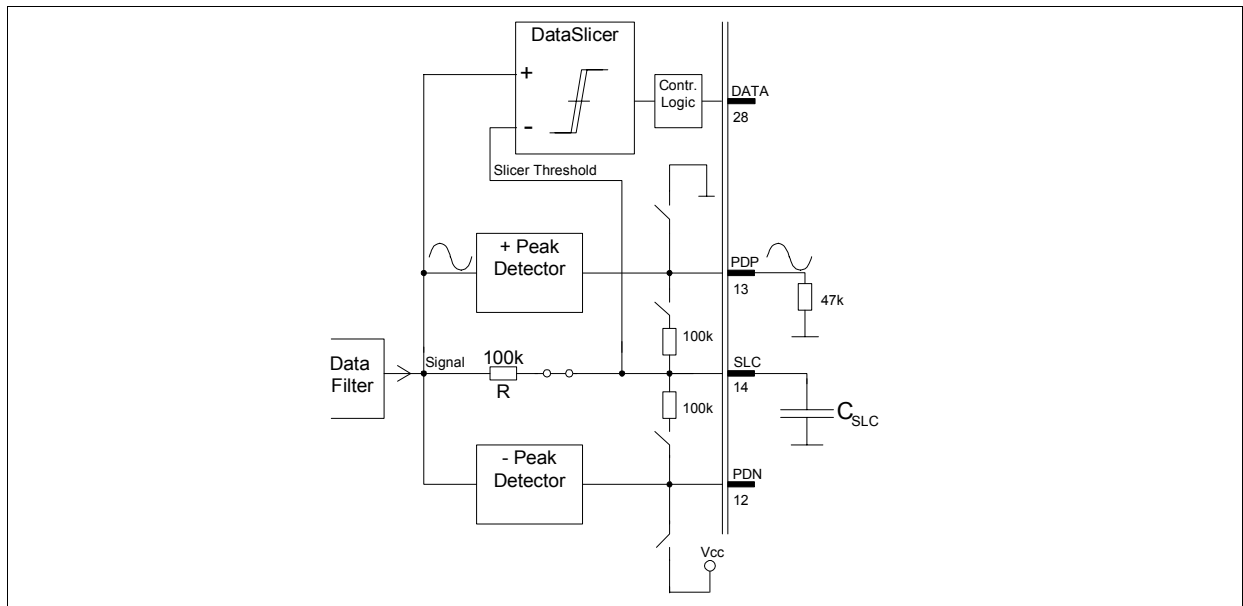 DataSlicer
+
-
Contr.
Logic
DATA
28
Slicer Threshold
+ Peak
Detector
PDP
13
47k
100k
Data
Filter
Signal
100k
R
SLC
14
100k
CSLC
- Peak
Detector
PDN
12
Vcc